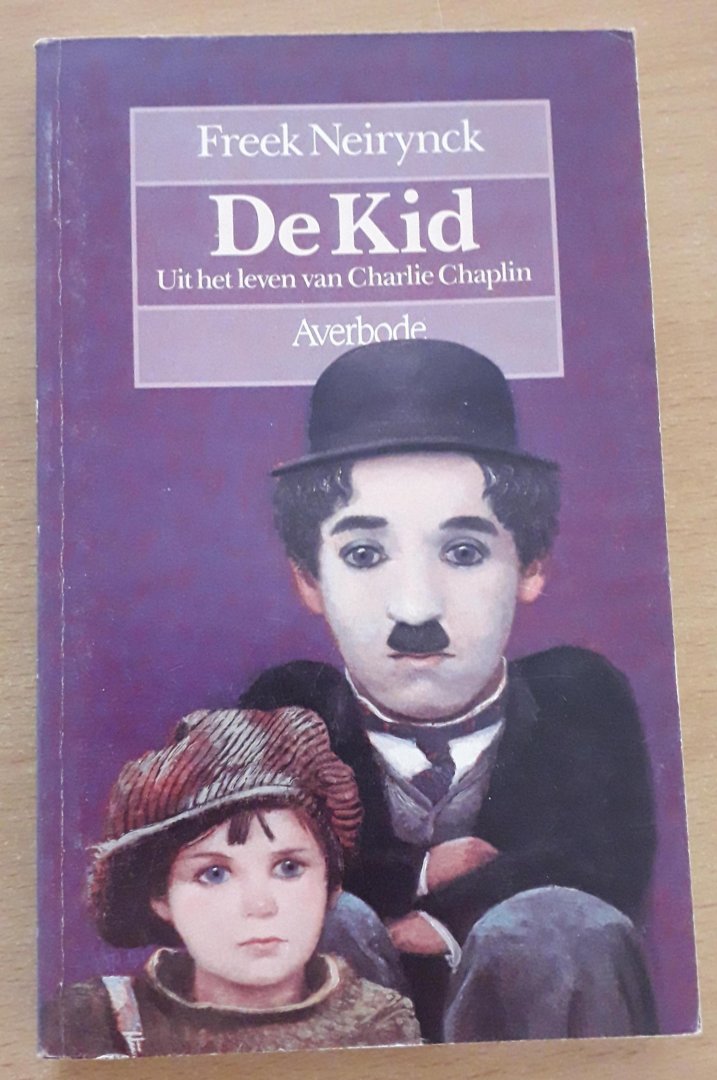 Freek Neirynck
De Kid
Uit het leven van Charlie Chaplin
Averbode